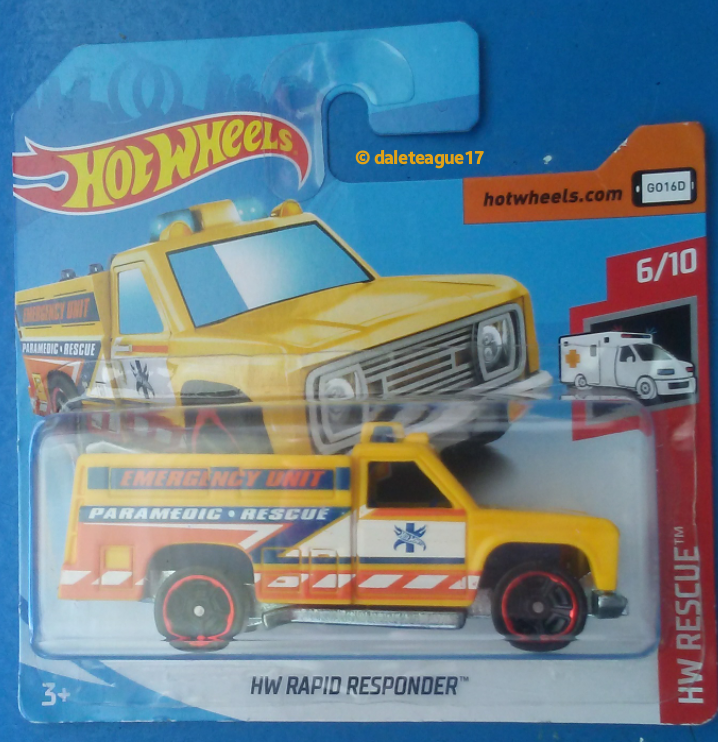 HOT WHEELS
© daleteague17
hotwheels.com
GO16D
6/10
EMERGENCY UNIT
PARAMEDIC • RESCUE
EMERGENCY UNIT
PARAMEDIC • RESCUE
HW RESCUE™
3+
HW RAPID RESPONDER™